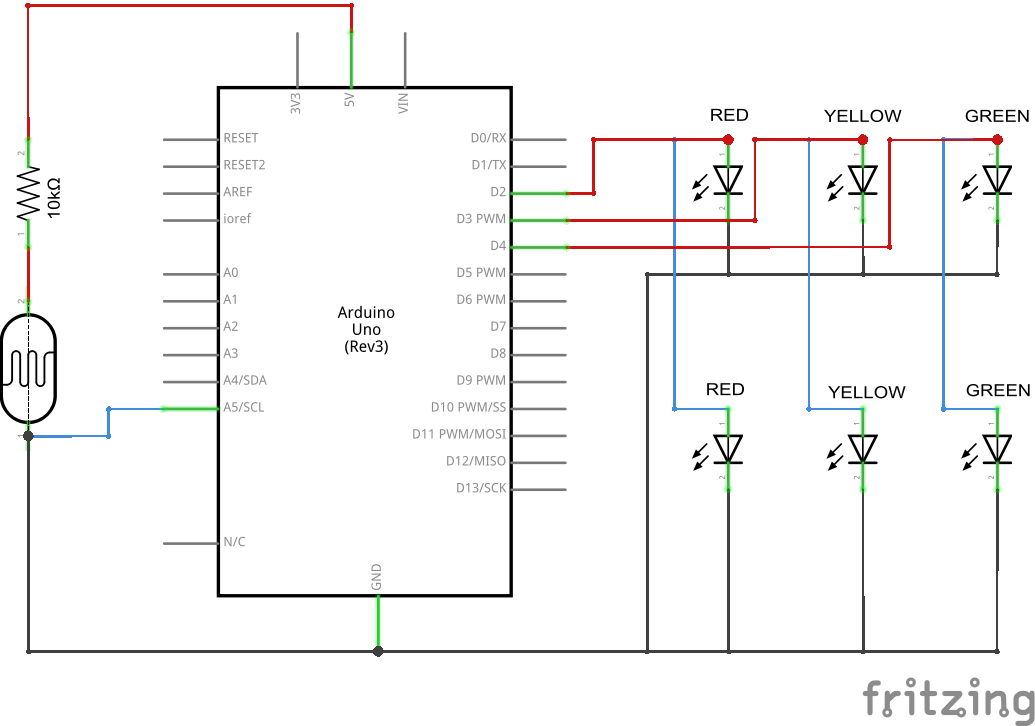 3V3
5V
VIN
RED
YELLOW
GREEN
RESET
D0/RX
1
1
1
2
RESET2
D1/TX
10kΩ
AREF
D2
2
2
2
ioref
D3 PWM
1
D4
A0
D5 PWM
2
A1
D6 PWM
Arduino
Uno
(Rev3)
A2
D7
A3
D8
A4/SDA
D9 PWM
RED
YELLOW
GREEN
A5/SCL
D10 PWM/SS
1
1
1
D11 PWM/MOSI
D12/MISO
2
2
2
D13/SCK
N/C
GND
fritzing